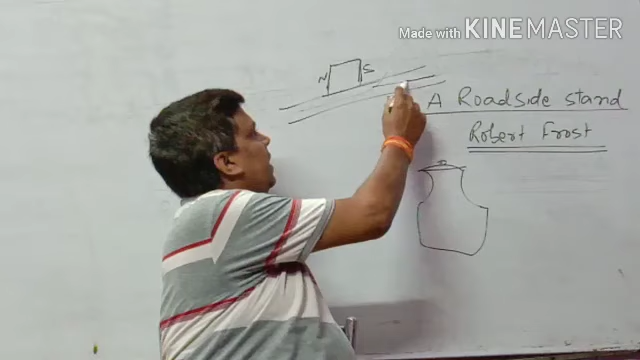 Made with KINEMASTER
N S
A Roadside stand
Robert Frost